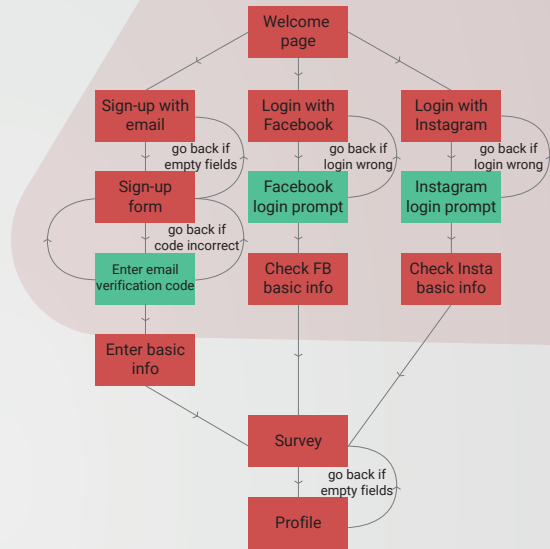 Welcome
page
Sign-up with
email
Login with
Facebook
Login with
Instagram
go back if
empty fields
go back if
login wrong
go back if
login wrong
Sign-up
form
Facebook
login prompt
Instagram
login prompt
go back if
code incorrect
Enter email
verification code
Check FB
basic info
Check Insta
basic info
Enter basic
info
Survey
go back if
empty fields
Profile